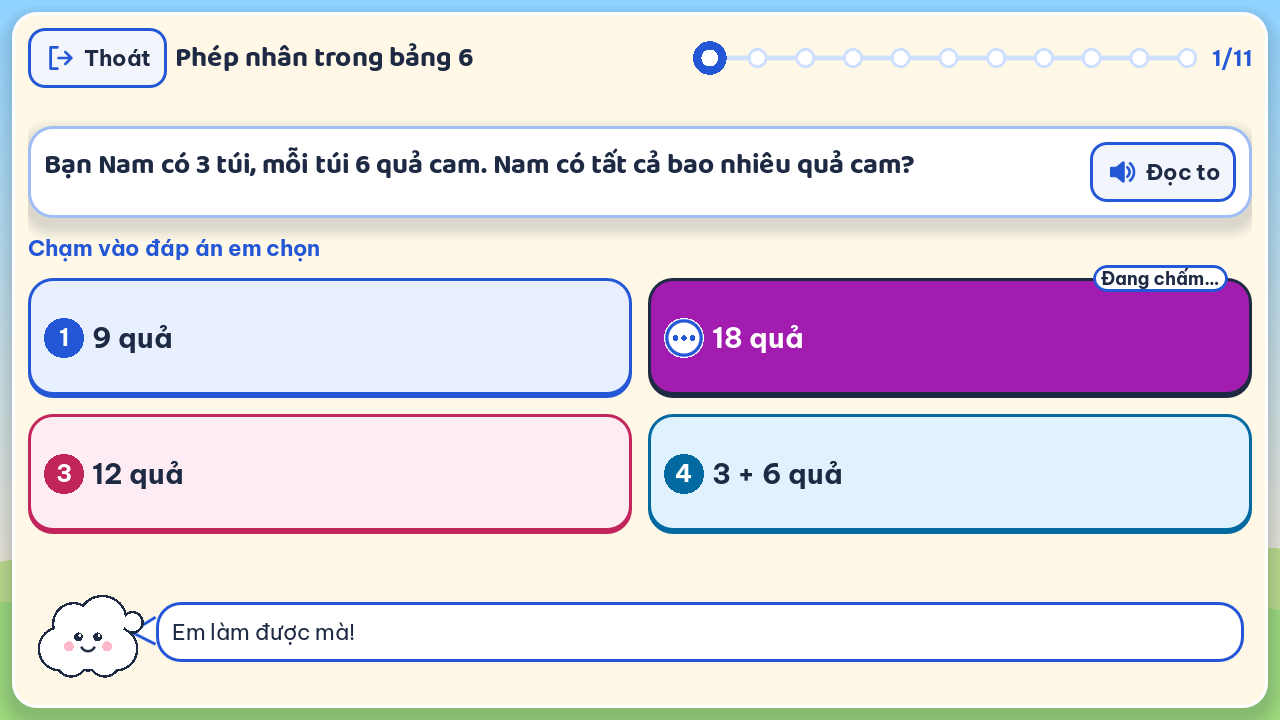 Thoát
Phép nhân trong bảng 6
1/11
Bạn Nam có 3 túi, mỗi túi 6 quả cam. Nam có tất cả bao nhiêu quả cam?
Đọc to
Chạm vào đáp án em chọn
1 9 quả
Đang chấm...
18 quả
3 12 quả
4 3 + 6 quả
Em làm được mà!